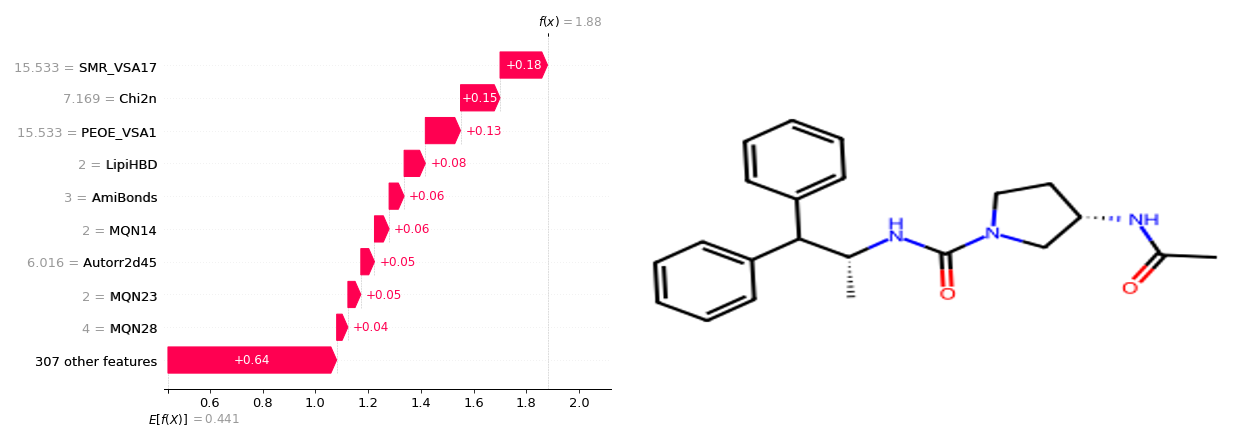 f(x) = 1.88
15.533 = SMR_VSA17
+0.18
7.169 = Chi2n
+0.15
15.533 = PEOE_VSA1
+0.13
2 = LipiHBD
+0.08
3 = AmiBonds
+0.06
2 = MQN14
+0.06
6.016 = Autorr2d45
+0.05
2 = MQN23
+0.05
4 = MQN28
+0.04
307 other features
+0.64
0.6 0.8 1.0 1.2 1.4 1.6 1.8 2.0
E[f(X)] = 0.441
H
N
O
N
NH
O